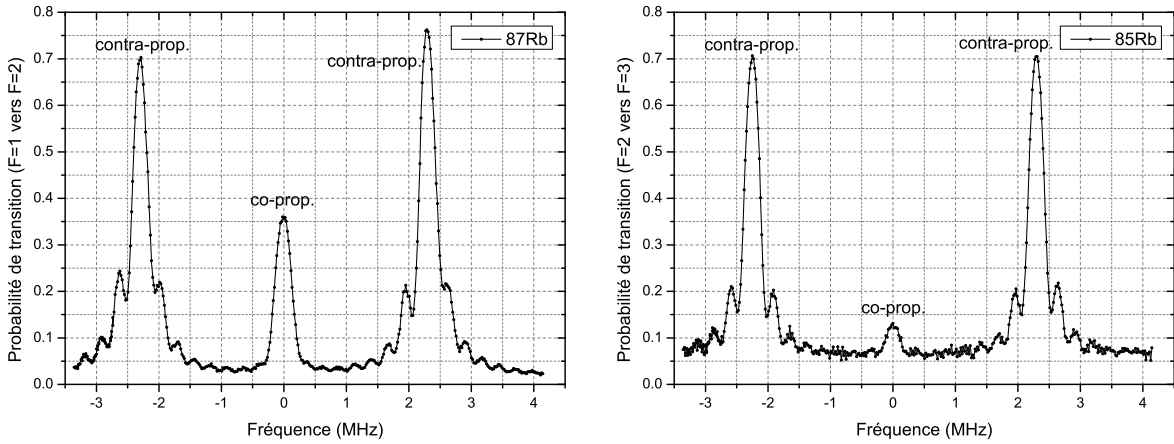 Probabilité de transition (F=1 vers F=2)
0.8
0.7
0.6
0.5
0.4
0.3
0.2
0.1
0.0
contra-prop.
contra-prop.
co-prop.
87Rb
-3 -2 -1 0 1 2 3 4
Fréquence (MHz)
Probabilité de transition (F=2 vers F=3)
0.8
0.7
0.6
0.5
0.4
0.3
0.2
0.1
0.0
contra-prop.
contra-prop.
co-prop.
85Rb
-3 -2 -1 0 1 2 3 4
Fréquence (MHz)